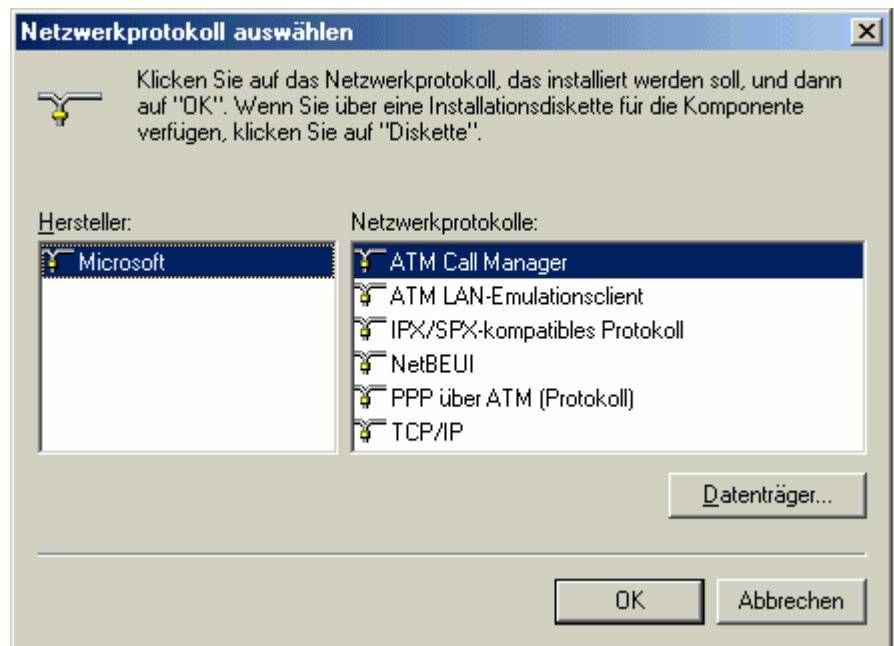 Netzwerkprotokoll auswählen
Klicken Sie auf das Netzwerkprotokoll, das installiert werden soll, und dann
auf "OK". Wenn Sie über eine Installationsdiskette für die Komponente
verfügen, klicken Sie auf "Diskette".
Hersteller:
Microsoft
Netzwerkprotokolle:
ATM Call Manager
ATM LAN-Emulationsclient
IPX/SPX-kompatibles Protokoll
NetBEUI
PPP über ATM (Protokoll)
TCP/IP
Datenträger...
OK
Abbrechen